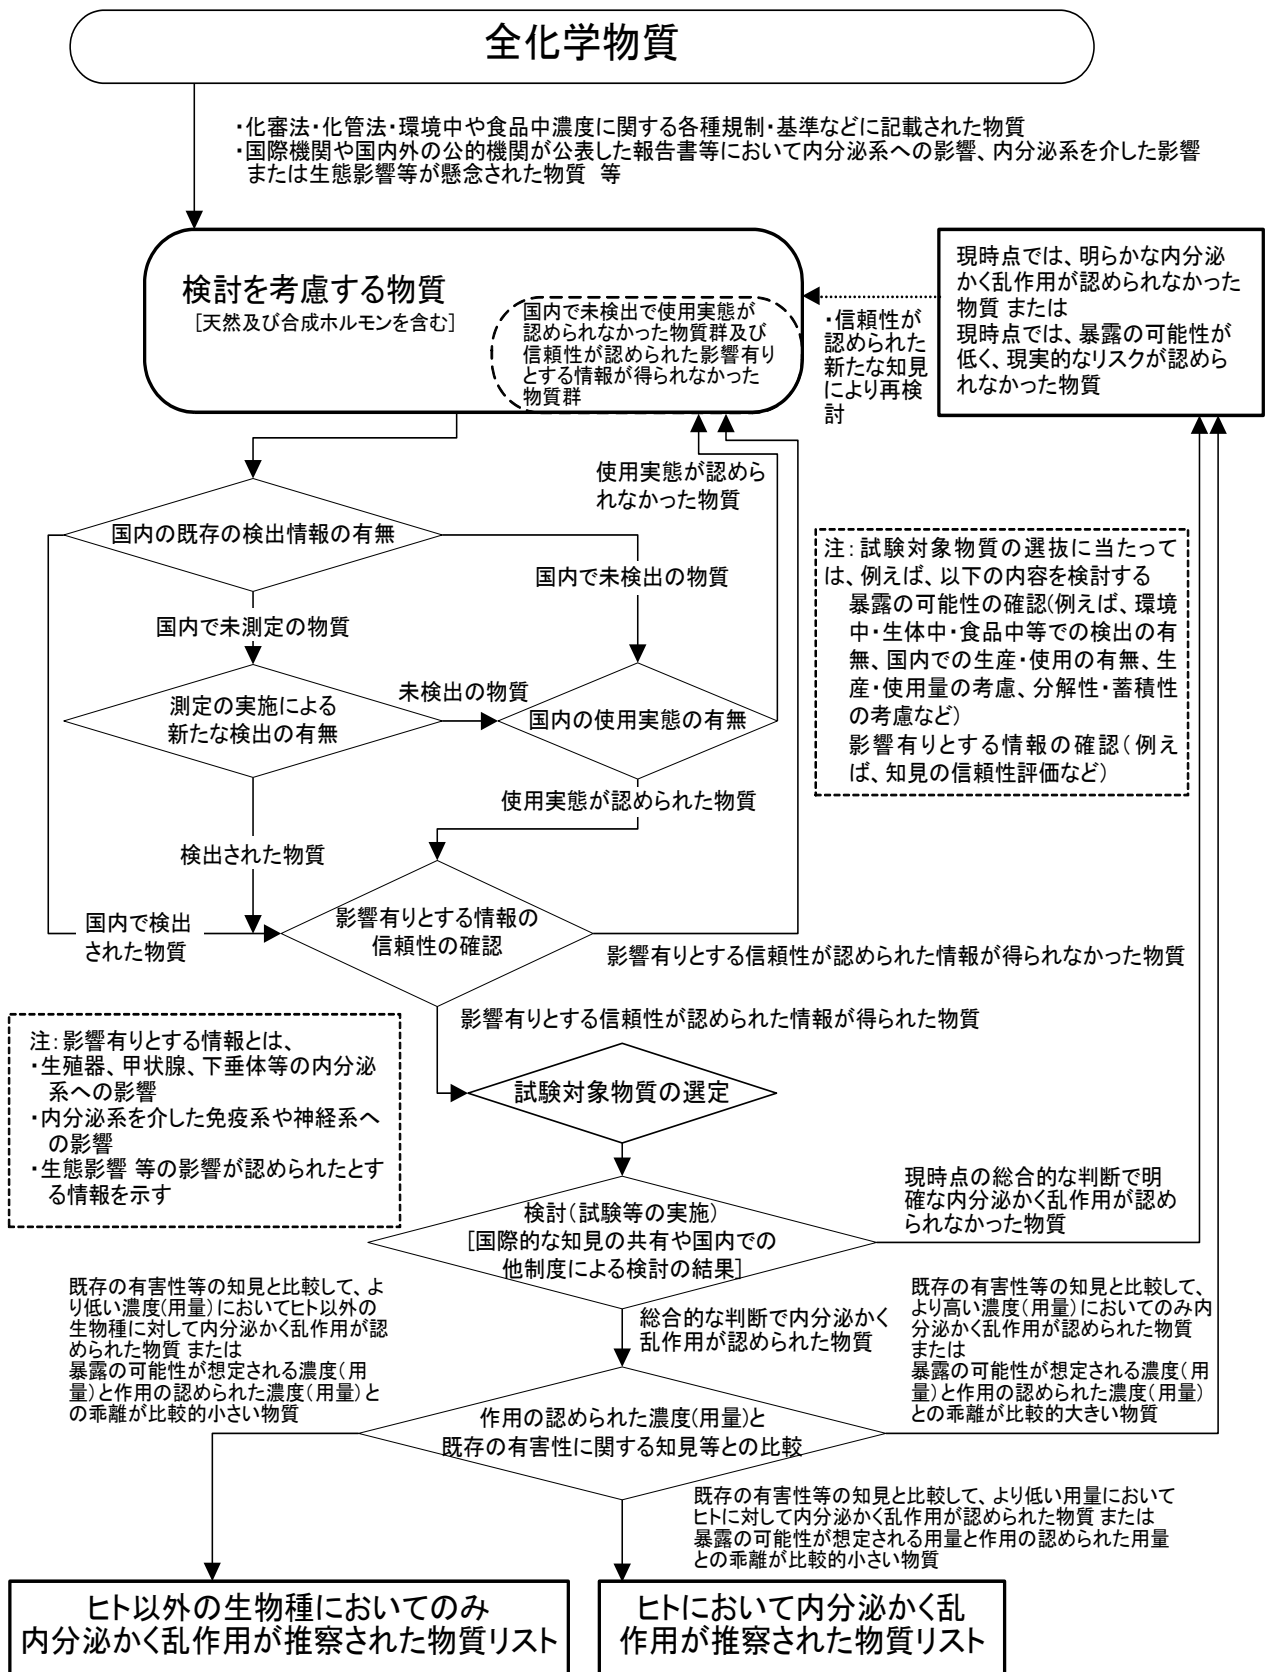 全化学物質
・化審法・化管法・環境中や食品中濃度に関する各種規制・基準などに記載された物質
・国際機関や国内外の公的機関が公表した報告書等において内分泌系への影響、内分泌系を介した影響
または生態影響等が懸念された物質 等
検討を考慮する物質
[天然及び合成ホルモンを含む]
国内で未検出で使用実態が
認められなかった物質群及び
信頼性が認められた影響有り
とする情報が得られなかった
物質群
・信頼性が
認められた
新たな知見
により再検
討
現時点では、明らかな内分泌
かく乱作用が認められなかった
物質 または
現時点では、暴露の可能性が
低く、現実的なリスクが認めら
れなかった物質
使用実態が認めら
れなかった物質
国内の既存の検出情報の有無
国内で未検出の物質
国内で未測定の物質
注：試験対象物質の選抜に当たって
は、例えば、以下の内容を検討する
暴露の可能性の確認(例えば、環境
中・生体中・食品中等での検出の有
無、国内での生産・使用の有無、生
産・使用量の考慮、分解性・蓄積性
の考慮など)
影響有りとする情報の確認(例え
ば、知見の信頼性評価など)
測定の実施による
新たな検出の有無
未検出の物質
国内の使用実態の有無
使用実態が認められた物質
検出された物質
国内で検出
された物質
影響有りとする情報の
信頼性の確認
影響有りとする信頼性が認められた情報が得られなかった物質
影響有りとする信頼性が認められた情報が得られた物質
注：影響有りとする情報とは、
・生殖器、甲状腺、下垂体等の内分泌
系への影響
・内分泌系を介した免疫系や神経系へ
の影響
・生態影響 等の影響が認められたとす
る情報を示す
試験対象物質の選定
検討(試験等の実施)
[国際的な知見の共有や国内での
他制度による検討の結果]
現時点の総合的な判断で明
確な内分泌かく乱作用が認め
られなかった物質
総合的な判断で内分泌かく
乱作用が認められた物質
既存の有害性等の知見と比較して、よ
り低い濃度(用量)においてヒト以外の
生物種に対して内分泌かく乱作用が認
められた物質 または
暴露の可能性が想定される濃度(用
量)と作用の認められた濃度(用量)と
の乖離が比較的小さい物質
既存の有害性等の知見と比較して、
より高い濃度(用量)においてのみ内
分泌かく乱作用が認められた物質
または
暴露の可能性が想定される濃度(用
量)と作用の認められた濃度(用量)
との乖離が比較的大きい物質
作用の認められた濃度(用量)と
既存の有害性に関する知見等との比較
既存の有害性等の知見と比較して、より低い用量において
ヒトに対して内分泌かく乱作用が認められた物質 または
暴露の可能性が想定される用量と作用の認められた用量
との乖離が比較的小さい物質
ヒト以外の生物種においてのみ
内分泌かく乱作用が推察された物質リスト
ヒトにおいて内分泌かく乱
作用が推察された物質リスト